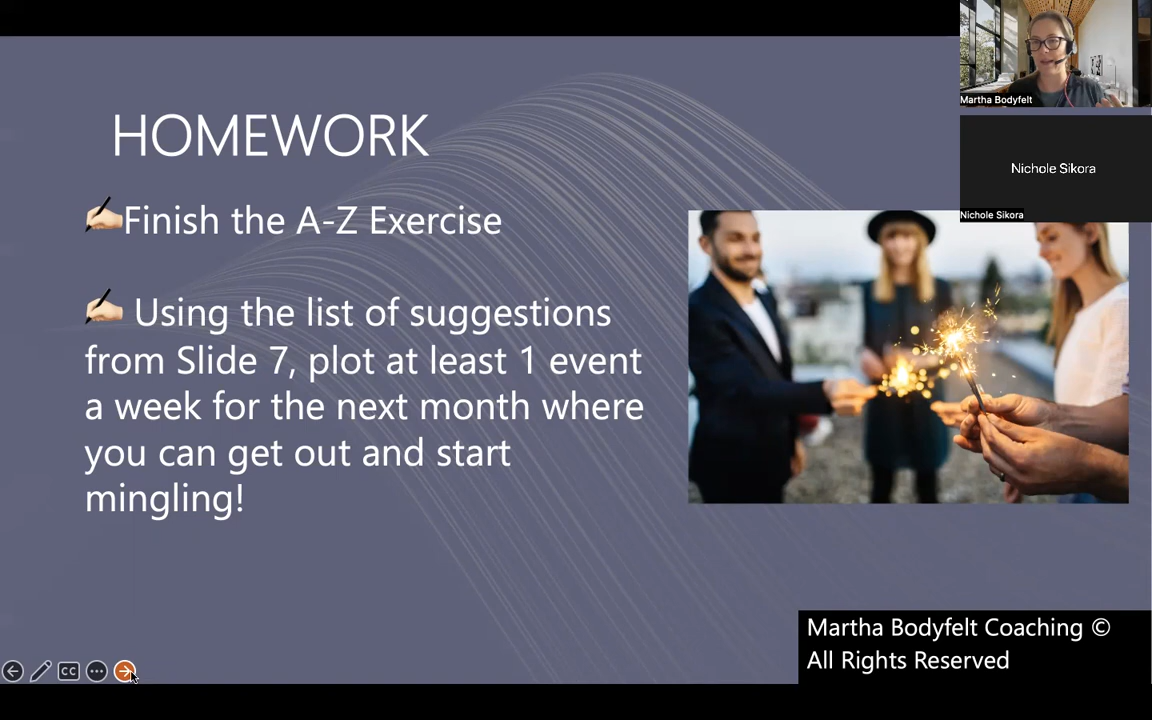 HOMEWORK
✍Finish the A-Z Exercise
✍ Using the list of suggestions
from Slide 7, plot at least 1 event
a week for the next month where
you can get out and start
mingling!
Martha Bodyfelt
Nichole Sikora
Nichole Sikora
Martha Bodyfelt Coaching ©
All Rights Reserved
CC